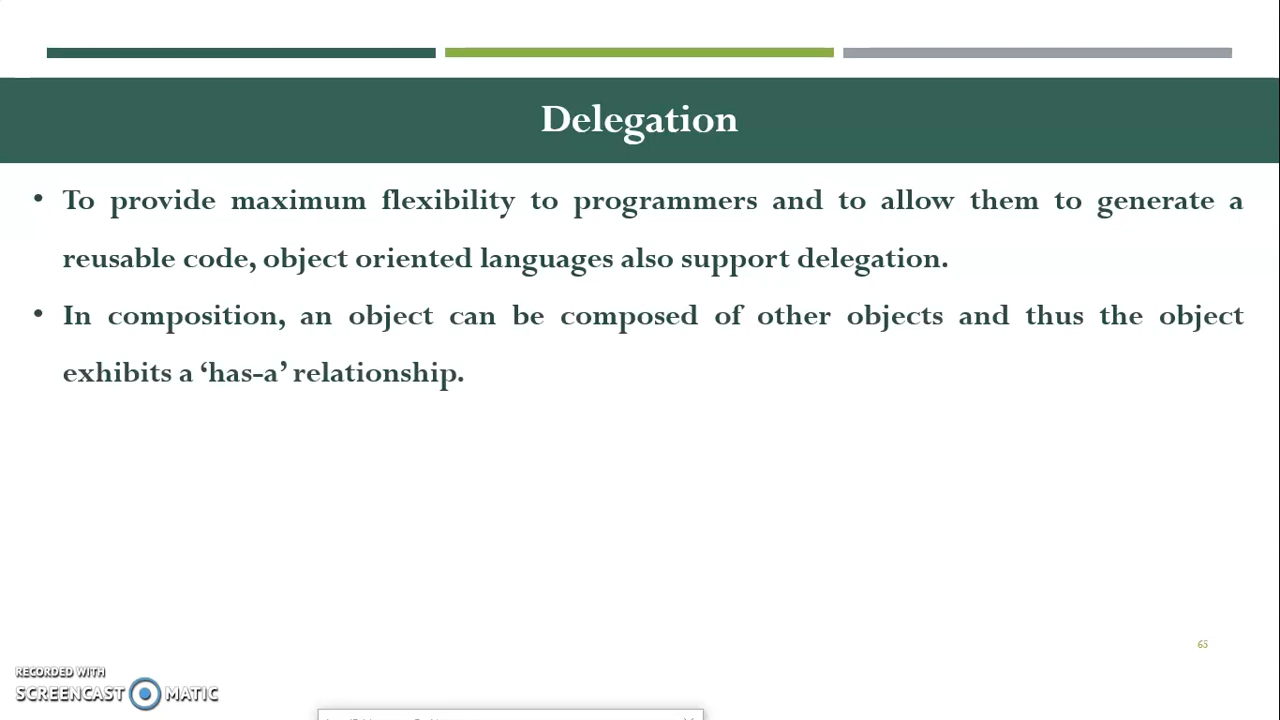 Delegation
• To provide maximum flexibility to programmers and to allow them to generate a
reusable code, object oriented languages also support delegation.
• In composition, an object can be composed of other objects and thus the object
exhibits a ‘has-a’ relationship.
65
RECORDED WITH
SCREENCAST MATIC